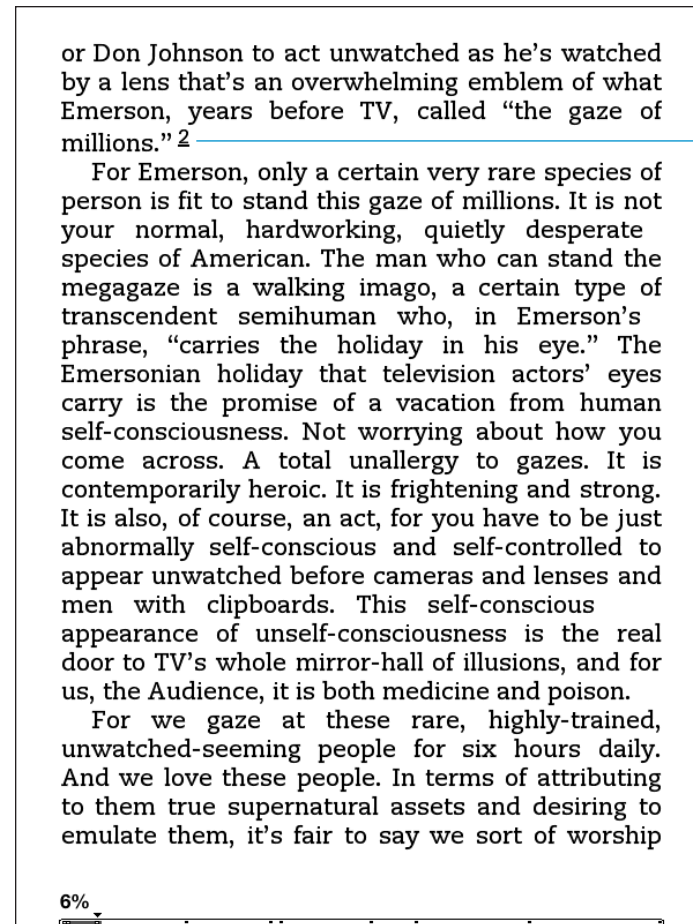 or Don Johnson to act unwatched as he’s watched
by a lens that’s an overwhelming emblem of what
Emerson, years before TV, called “the gaze of
millions.” 2
For Emerson, only a certain very rare species of
person is fit to stand this gaze of millions. It is not
your normal, hardworking, quietly desperate
species of American. The man who can stand the
megagaze is a walking imago, a certain type of
transcendent semihuman who, in Emerson’s
phrase, “carries the holiday in his eye.” The
Emersonian holiday that television actors’ eyes
carry is the promise of a vacation from human
self-consciousness. Not worrying about how you
come across. A total unallergy to gazes. It is
contemporarily heroic. It is frightening and strong.
It is also, of course, an act, for you have to be just
abnormally self-conscious and self-controlled to
appear unwatched before cameras and lenses and
men with clipboards. This self-conscious
appearance of unself-consciousness is the real
door to TV’s whole mirror-hall of illusions, and for
us, the Audience, it is both medicine and poison.
For we gaze at these rare, highly-trained,
unwatched-seeming people for six hours daily.
And we love these people. In terms of attributing
to them true supernatural assets and desiring to
emulate them, it’s fair to say we sort of worship
6%